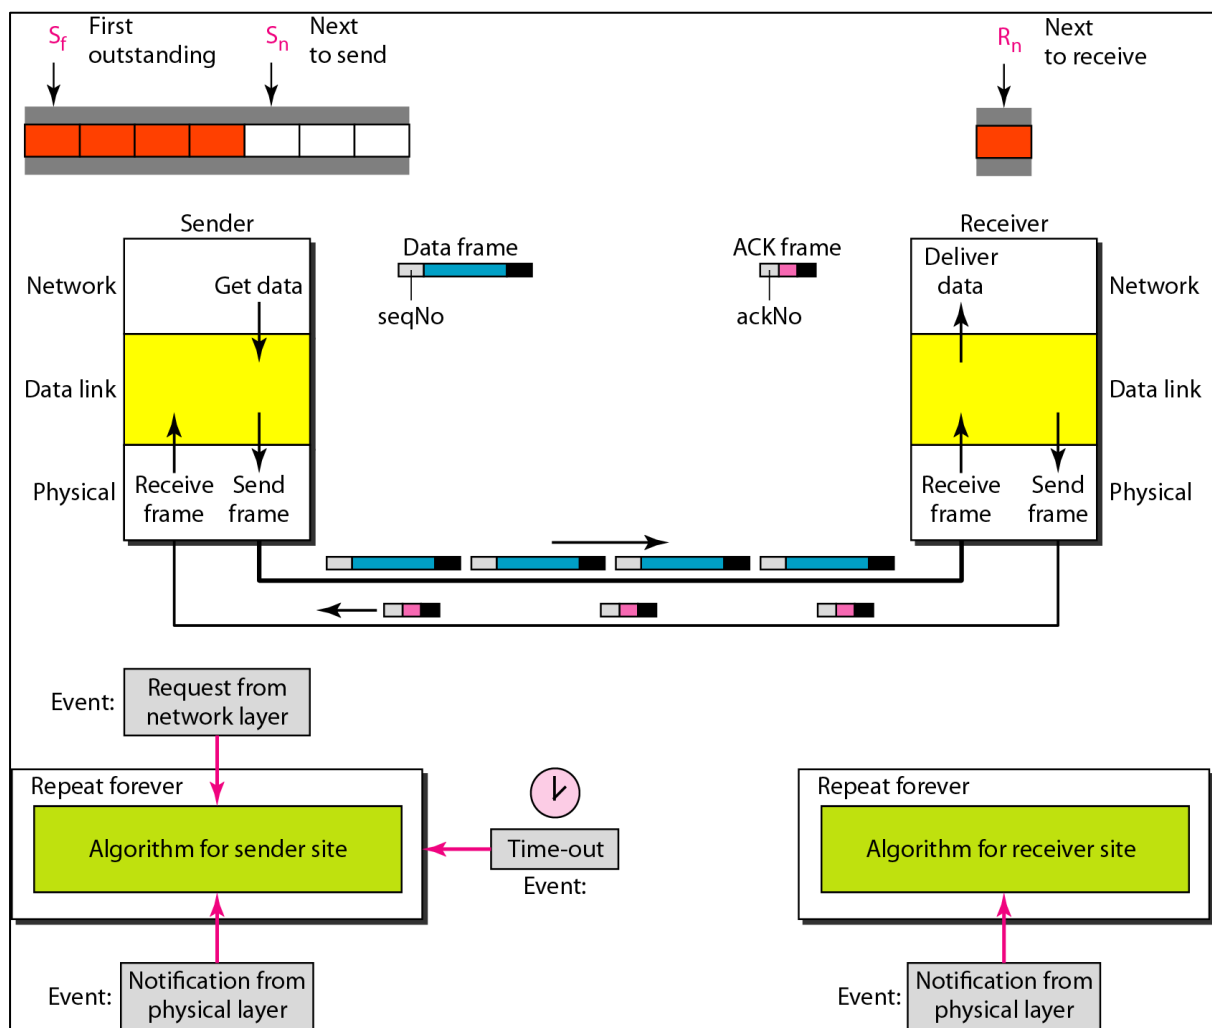 Sf First outstanding
Sn Next to send
Rn Next to receive
Sender
Receiver
Data frame
ACK frame
seqNo
ackNo
Network
Get data
Deliver data
Network
Data link
Data link
Physical
Receive frame
Send frame
Receive frame
Send frame
Physical
Event:
Request from
network layer
Repeat forever
Algorithm for sender site
Time-out
Event:
Repeat forever
Algorithm for receiver site
Event:
Notification from
physical layer
Event:
Notification from
physical layer